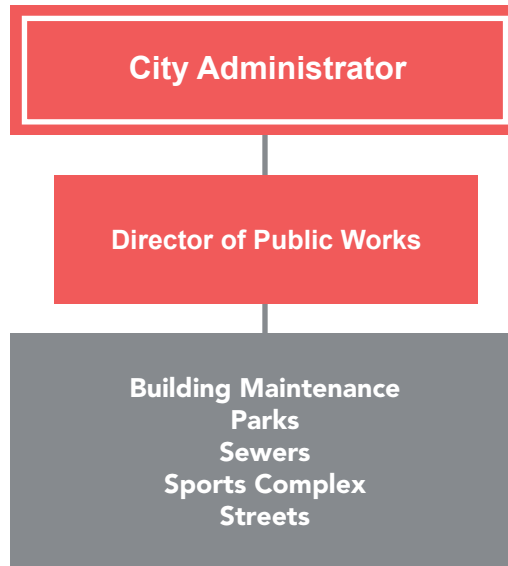 City Administrator
Director of Public Works
Building Maintenance
Parks
Sewers
Sports Complex
Streets